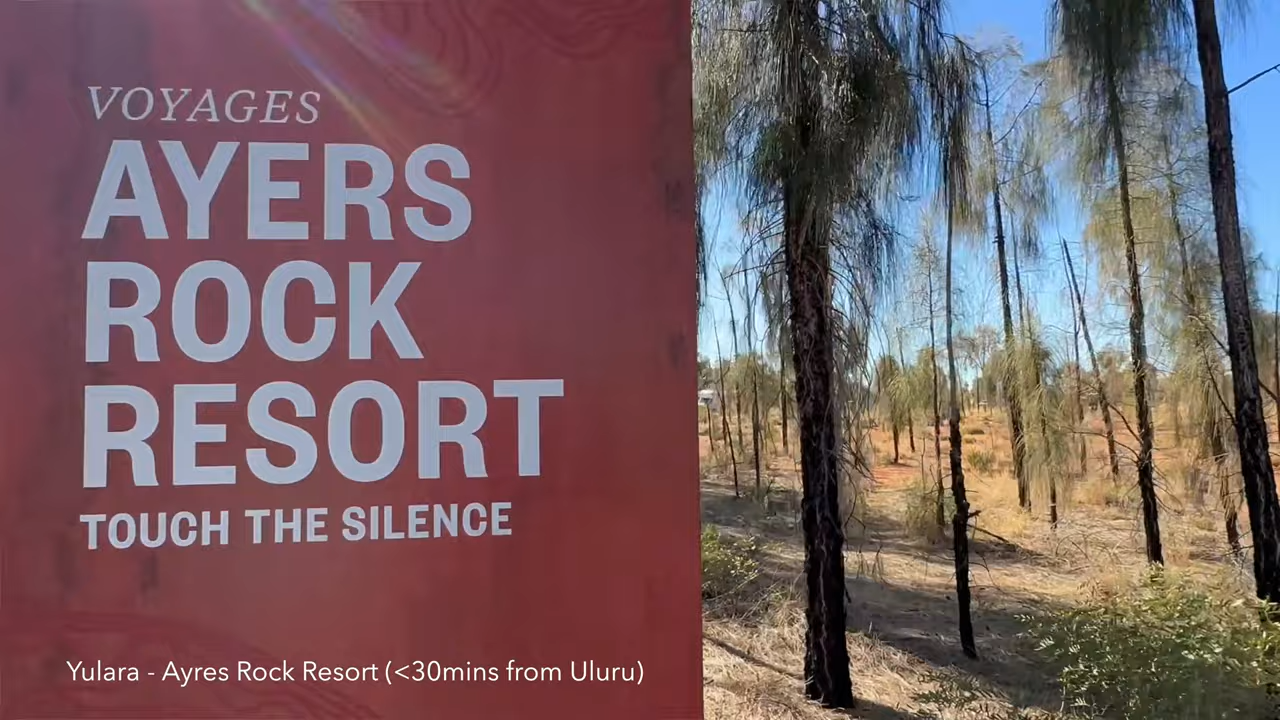 VOYAGES
AYERS
ROCK
RESORT
TOUCH THE SILENCE
Yulara - Ayres Rock Resort (<30mins from Uluru)